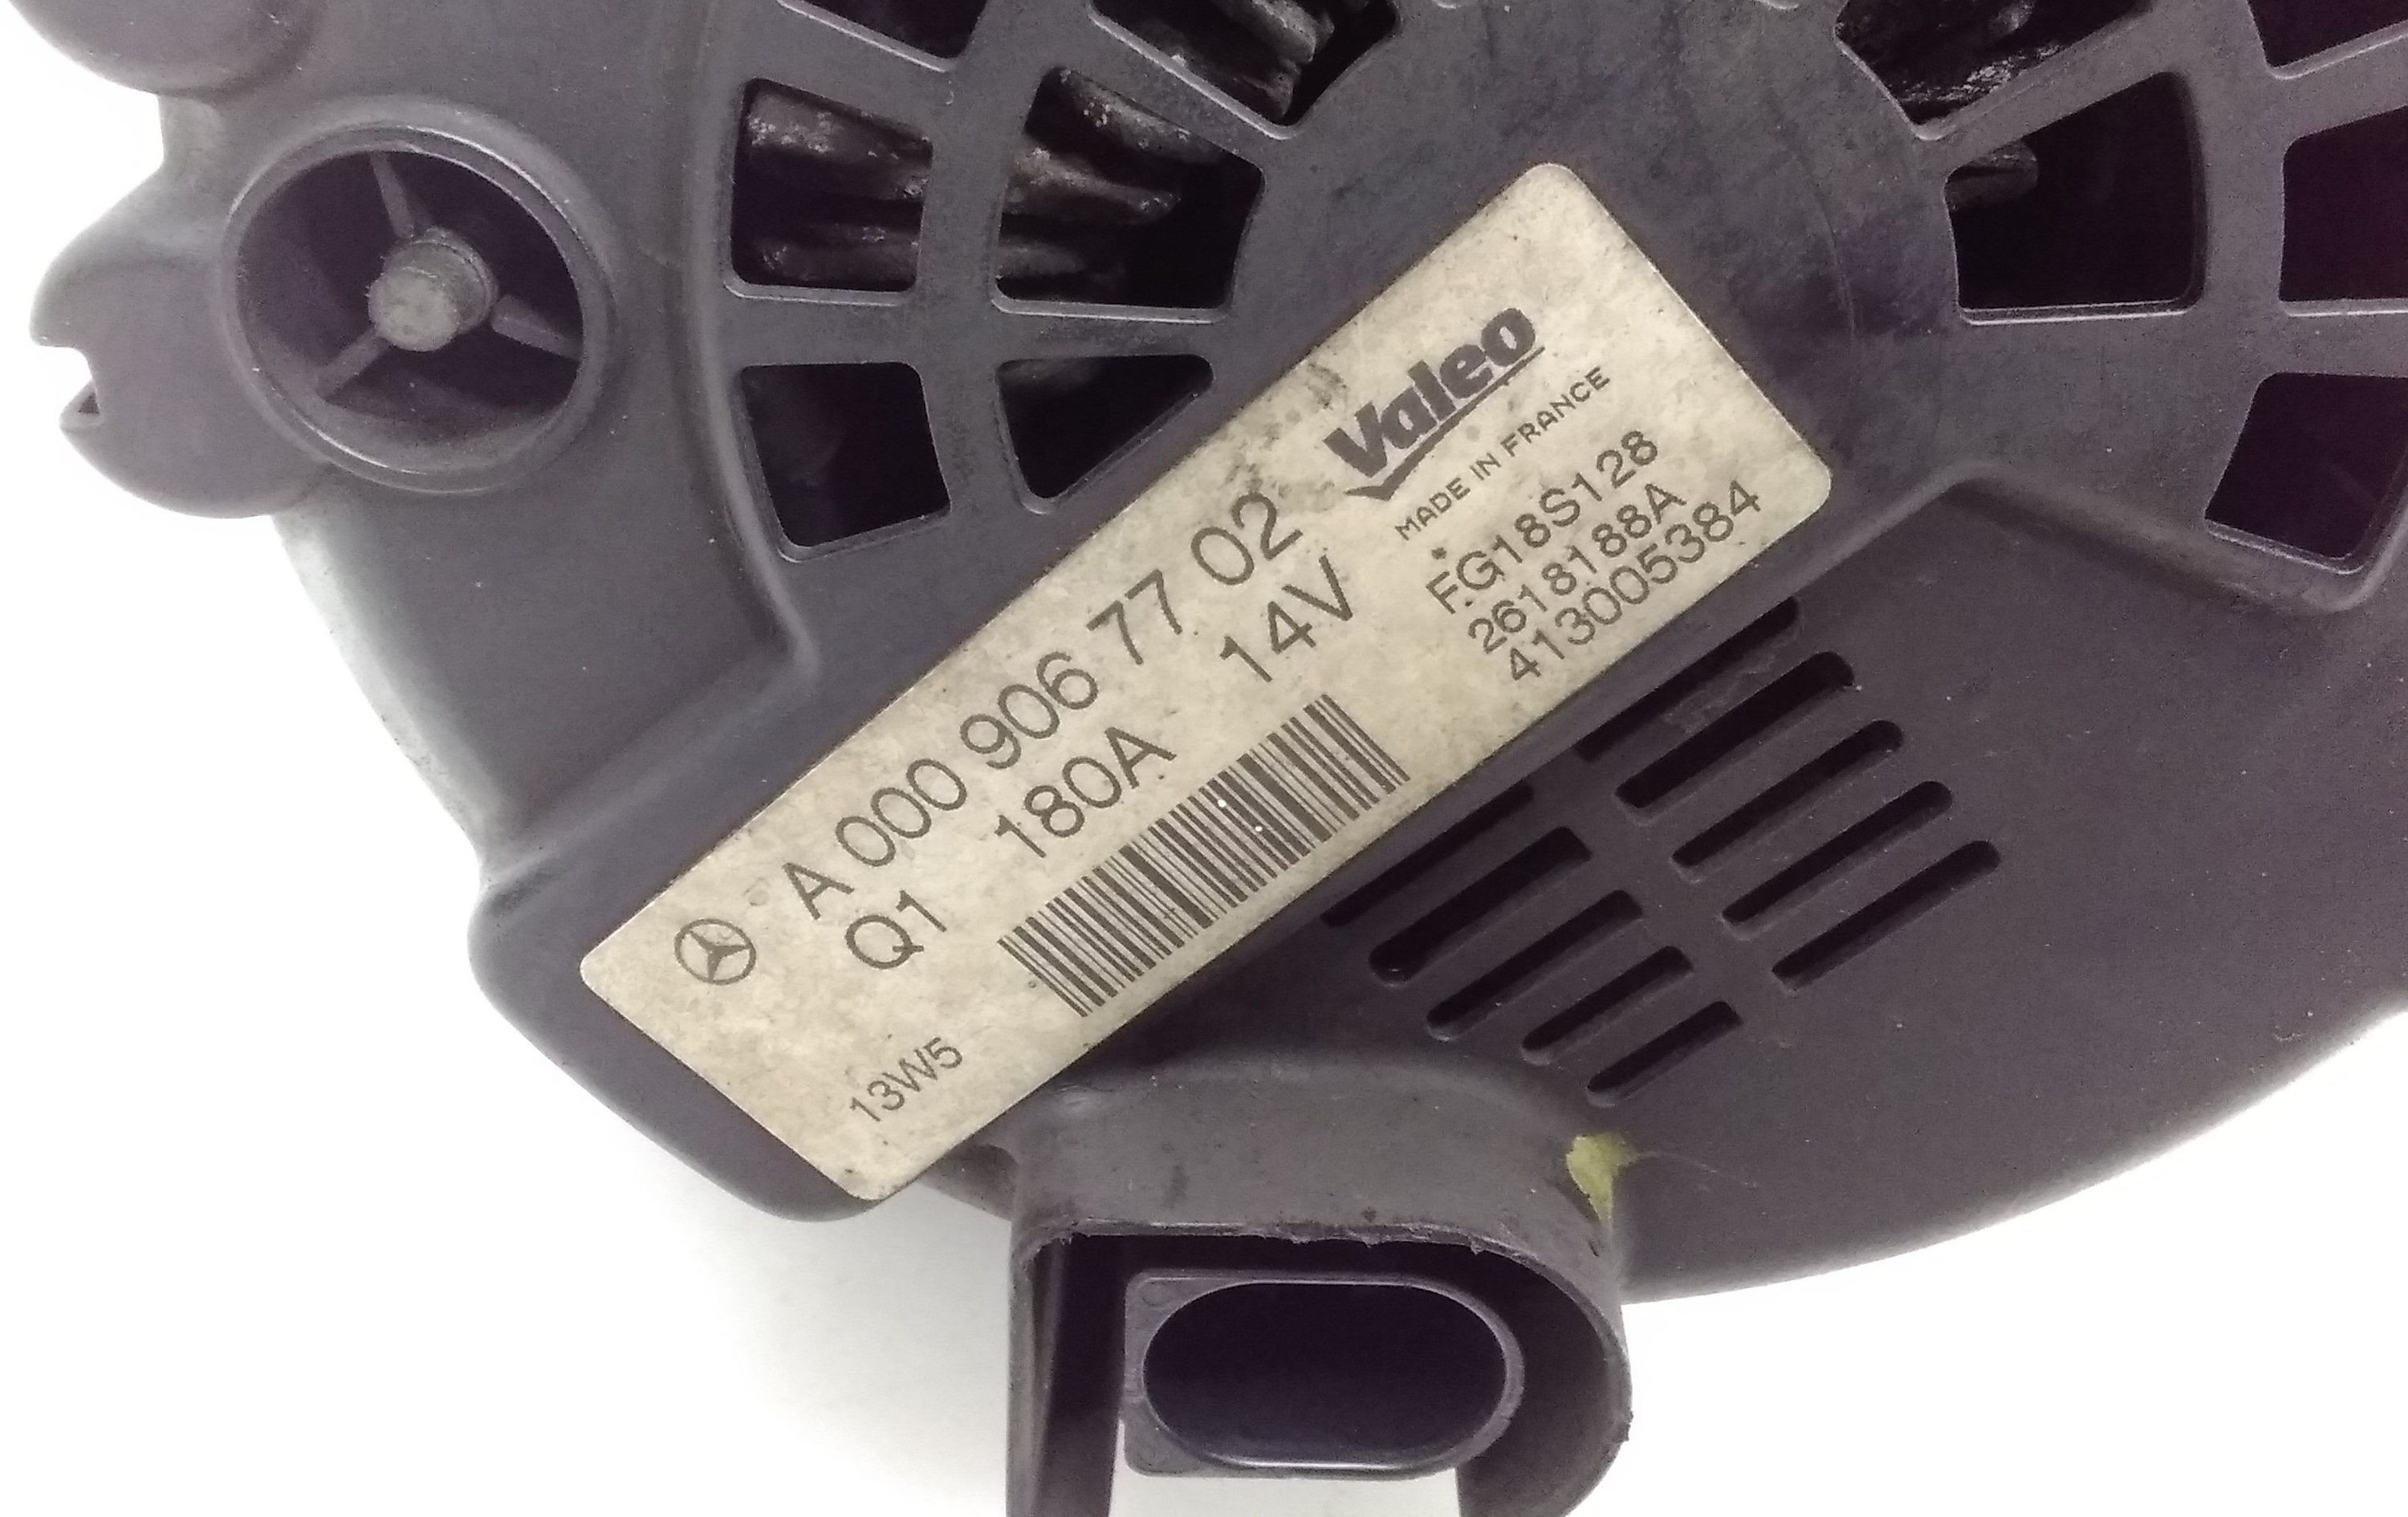 A 000 906 77 02
Q1 180A 14V
13W5
Valeo
MADE IN FRANCE
FG18S128
2618188A
413005384